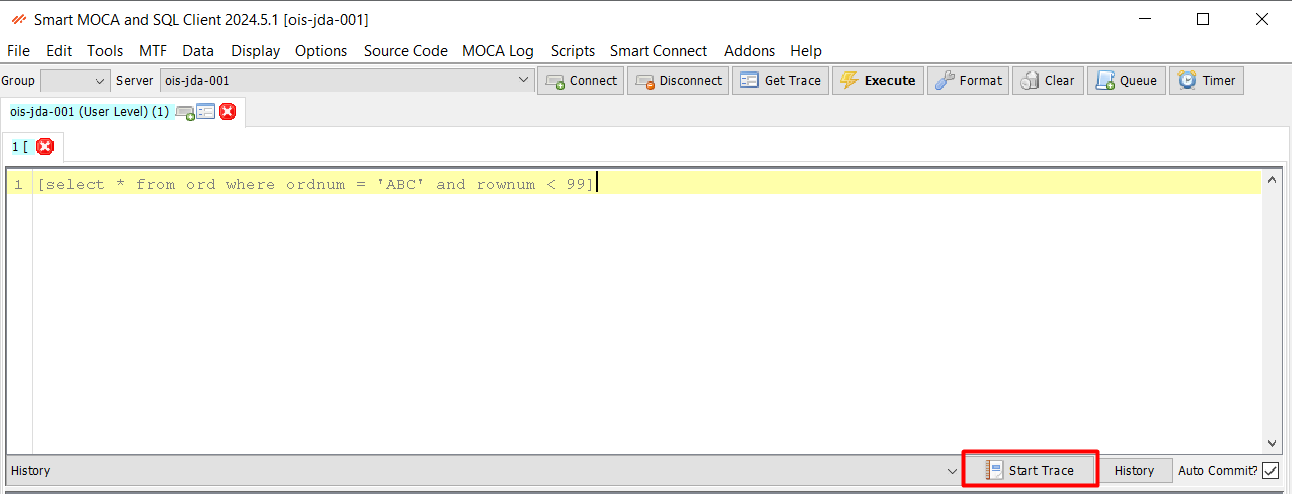 Smart MOCA and SQL Client 2024.5.1 [ois-jda-001]
File Edit Tools MTF Data Display Options Source Code MOCA Log Scripts Smart Connect Addons Help
Group Server ois-jda-001 Connect Disconnect Get Trace Execute Format Clear Queue Timer
ois-jda-001 (User Level) (1)
1 [
1 [select * from ord where ordnum = 'ABC' and rownum < 99]
History Start Trace History Auto Commit?